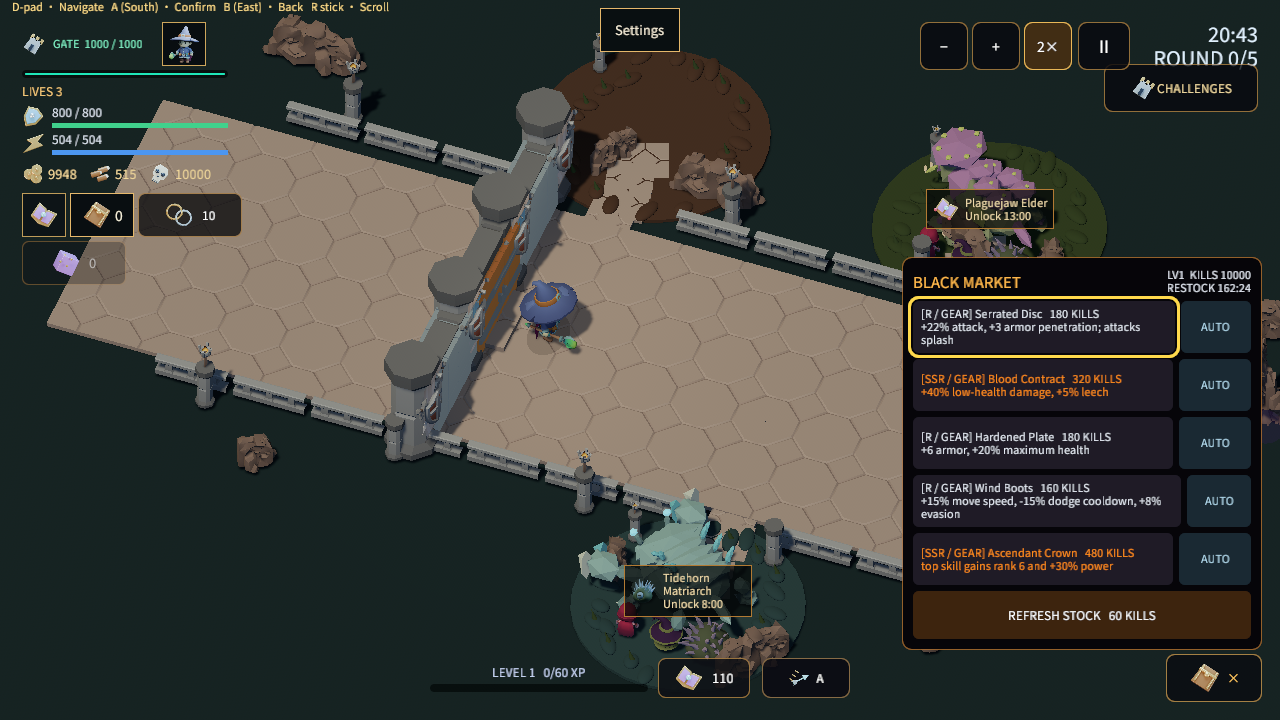 D-pad · Navigate A (South) · Confirm B (East) · Back R stick · Scroll
GATE 1000 / 1000
Settings
−
+
2×
20:43
ROUND 0/5
CHALLENGES
LIVES 3
800 / 800
504 / 504
9948
515
10000
0
10
0
Plaguejaw Elder
Unlock 13:00
BLACK MARKET
LV1 KILLS 10000
RESTOCK 162:24
[R / GEAR] Serrated Disc 180 KILLS
+22% attack, +3 armor penetration; attacks
splash
AUTO
[SSR / GEAR] Blood Contract 320 KILLS
+40% low-health damage, +5% leech
AUTO
[R / GEAR] Hardened Plate 180 KILLS
+6 armor, +20% maximum health
AUTO
[R / GEAR] Wind Boots 160 KILLS
+15% move speed, -15% dodge cooldown, +8%
evasion
AUTO
[SSR / GEAR] Ascendant Crown 480 KILLS
top skill gains rank 6 and +30% power
AUTO
REFRESH STOCK 60 KILLS
Tidehorn
Matriarch
Unlock 8:00
LEVEL 1 0/60 XP
110
A
×